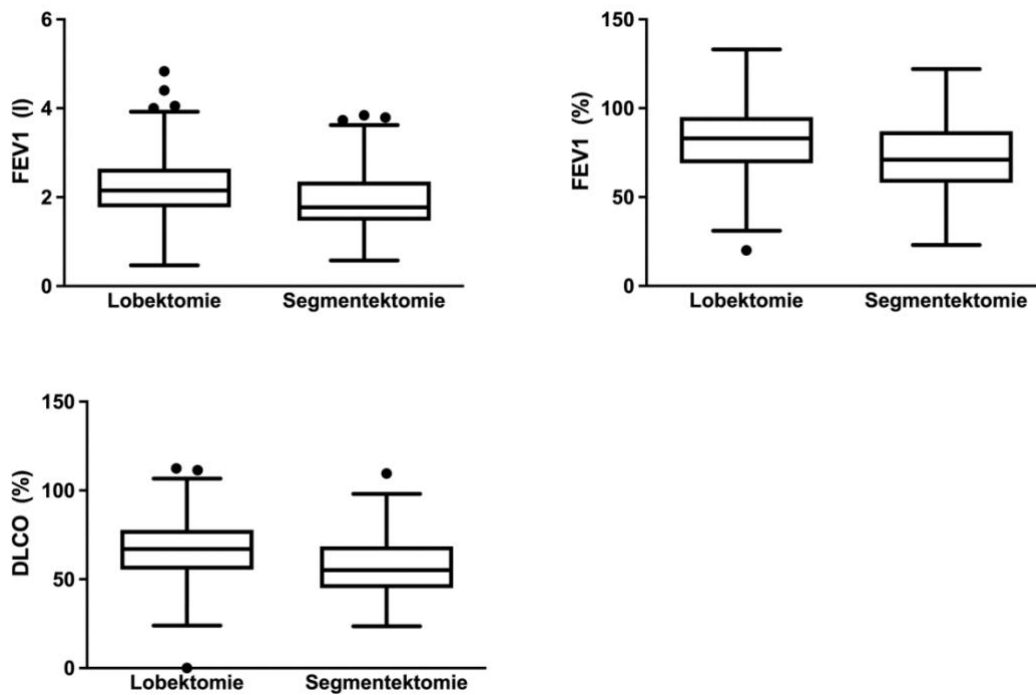 FEV1 (l)
6
4
2
0
Lobektomie Segmentektomie
FEV1 (%)
150
100
50
0
Lobektomie Segmentektomie
DLCO (%)
150
100
50
0
Lobektomie Segmentektomie